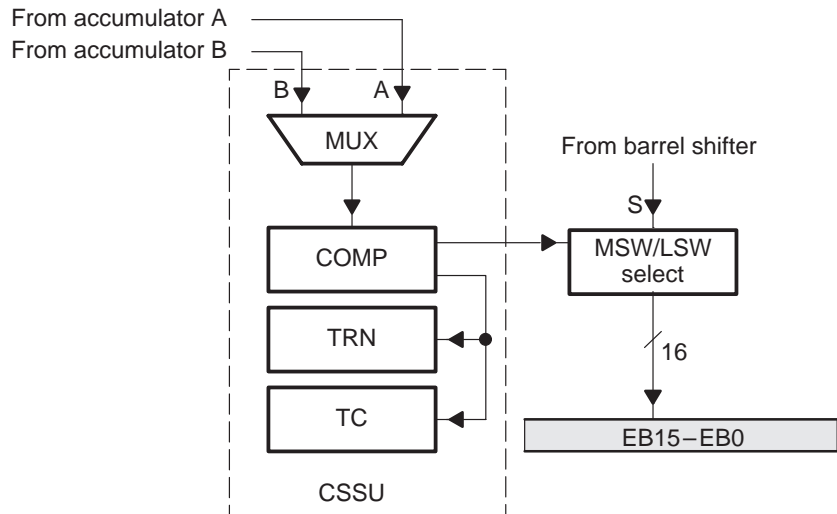 From accumulator A
From accumulator B
B
A
MUX
From barrel shifter
S
COMP
MSW/LSW
select
TRN
16
TC
EB15–EB0
CSSU